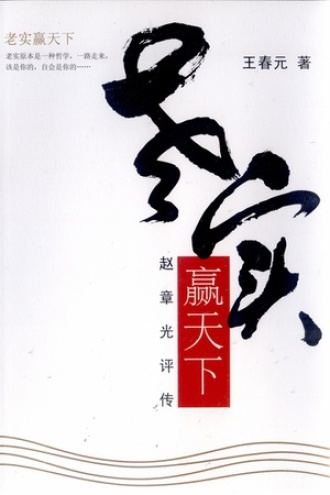 老实赢天下
老实原本是一种哲学，一路走来，
该是你的，自会是你的……
王春元 著
老实
赢天下
赵章光评传